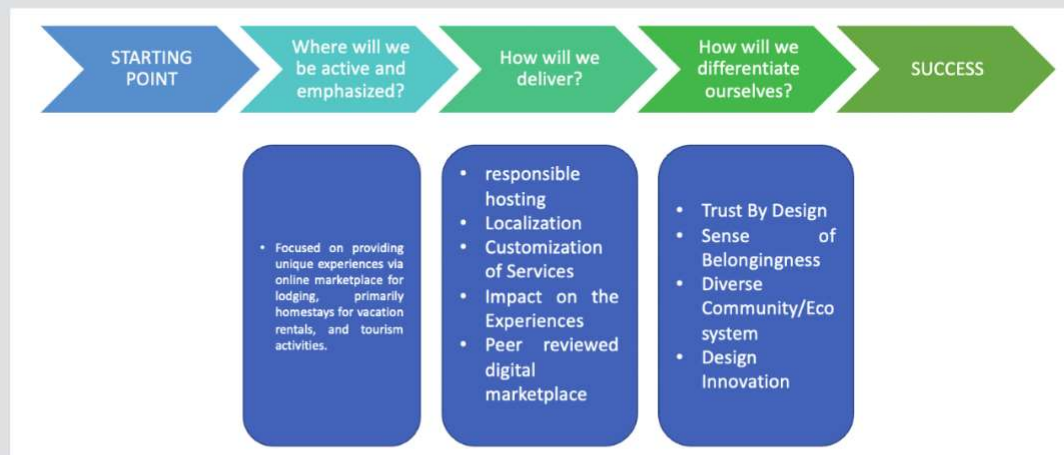 STARTING
POINT
Where will we
be active and
emphasized?
How will we
deliver?
How will we
differentiate
ourselves?
SUCCESS
• Focused on providing
unique experiences via
online marketplace for
lodging, primarily
homestays for vacation
rentals, and tourism
activities.
• responsible
hosting
• Localization
• Customization
of Services
• Impact on the
Experiences
• Peer reviewed
digital
marketplace
• Trust By Design
• Sense of
Belongingness
• Diverse
Community/Eco
system
• Design
Innovation